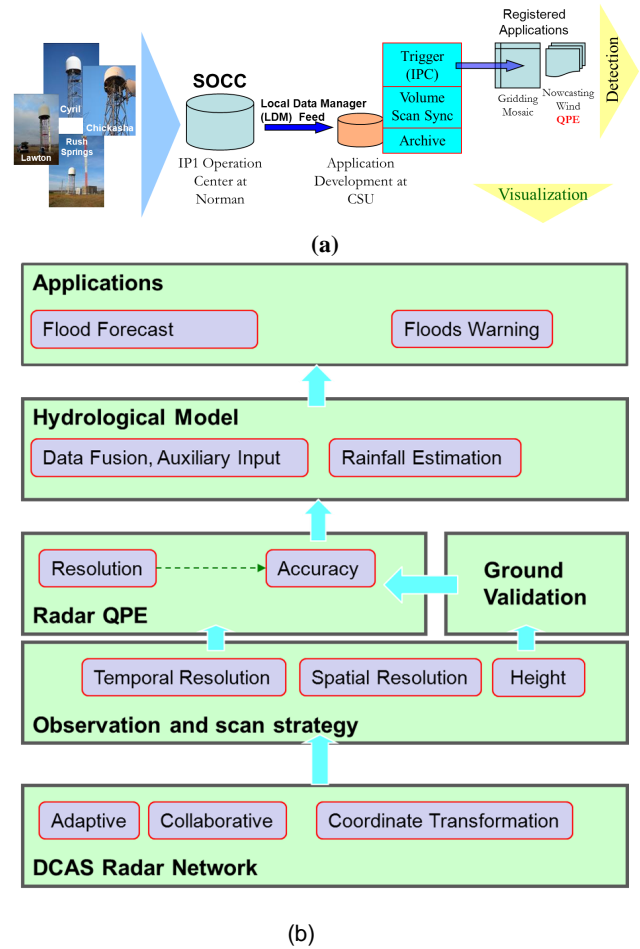 Cyril
Chickasha
Lawton
Rush
Springs
SOCC
IP1 Operation
Center at
Norman
Local Data Manager
(LDM) Feed
Application
Development at
CSU
Trigger
(IPC)
Volume
Scan Sync
Archive
Registered
Applications
Gridding
Mosaic
Nowcasting
Wind
QPE
Detection
Visualization
(a)
Applications
Flood Forecast
Floods Warning
Hydrological Model
Data Fusion, Auxiliary Input
Rainfall Estimation
Resolution
Accuracy
Radar QPE
Ground
Validation
Temporal Resolution
Spatial Resolution
Height
Observation and scan strategy
Adaptive
Collaborative
Coordinate Transformation
DCAS Radar Network
(b)